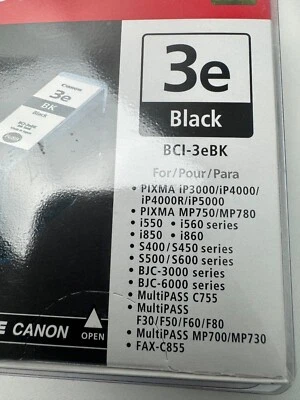 Canon
3e
BK
BCI-3eBK
3e
Black
BCI-3eBK
For/Pour/Para
• PIXMA iP3000/iP4000/
iP4000R/iP5000
• PIXMA MP750/MP780
• i550 • i560 series
• i850 • i860
• S400/S450 series
• S500/S600 series
• BJC-3000 series
• BJC-6000 series
• MultiPASS C755
• MultiPASS
F30/F50/F60/F80
• MultiPASS MP700/MP730
• FAX-C855
E CANON
OPEN